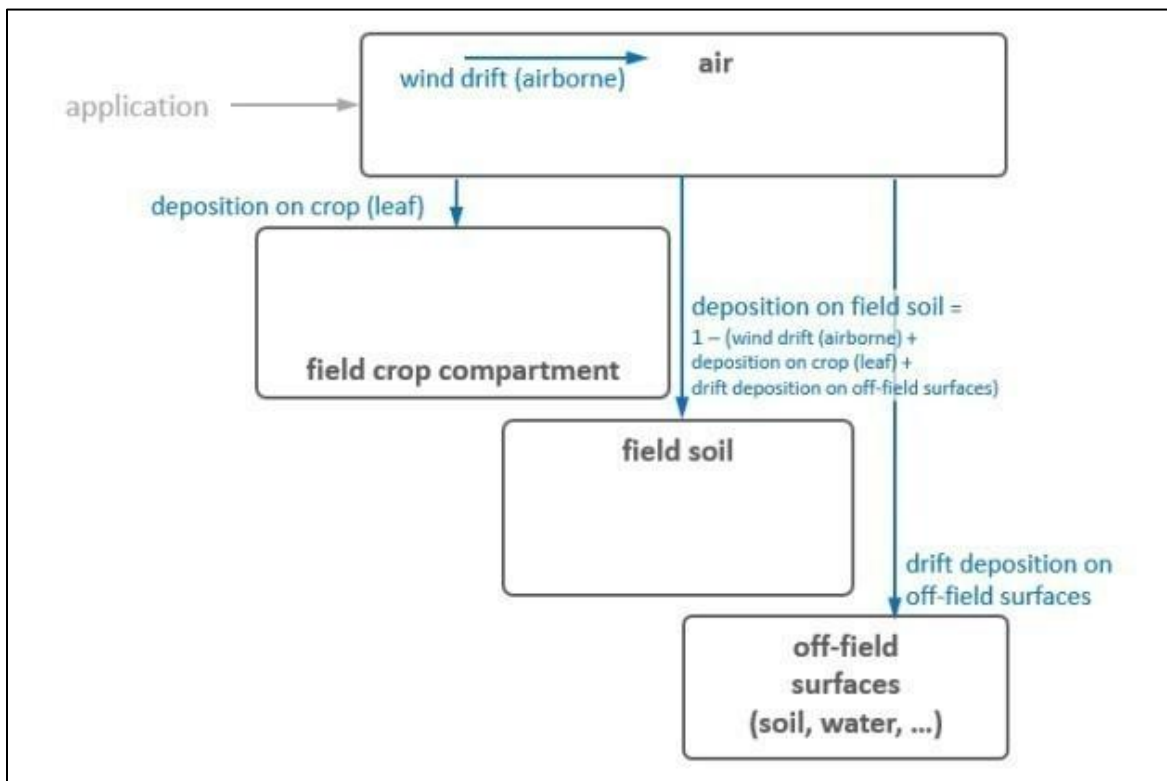 air
wind drift (airborne)
application
deposition on crop (leaf)
field crop compartment
deposition on field soil =
1 – (wind drift (airborne) +
deposition on crop (leaf) +
drift deposition on off-field surfaces)
field soil
drift deposition on
off-field surfaces
off-field
surfaces
(soil, water, ...)